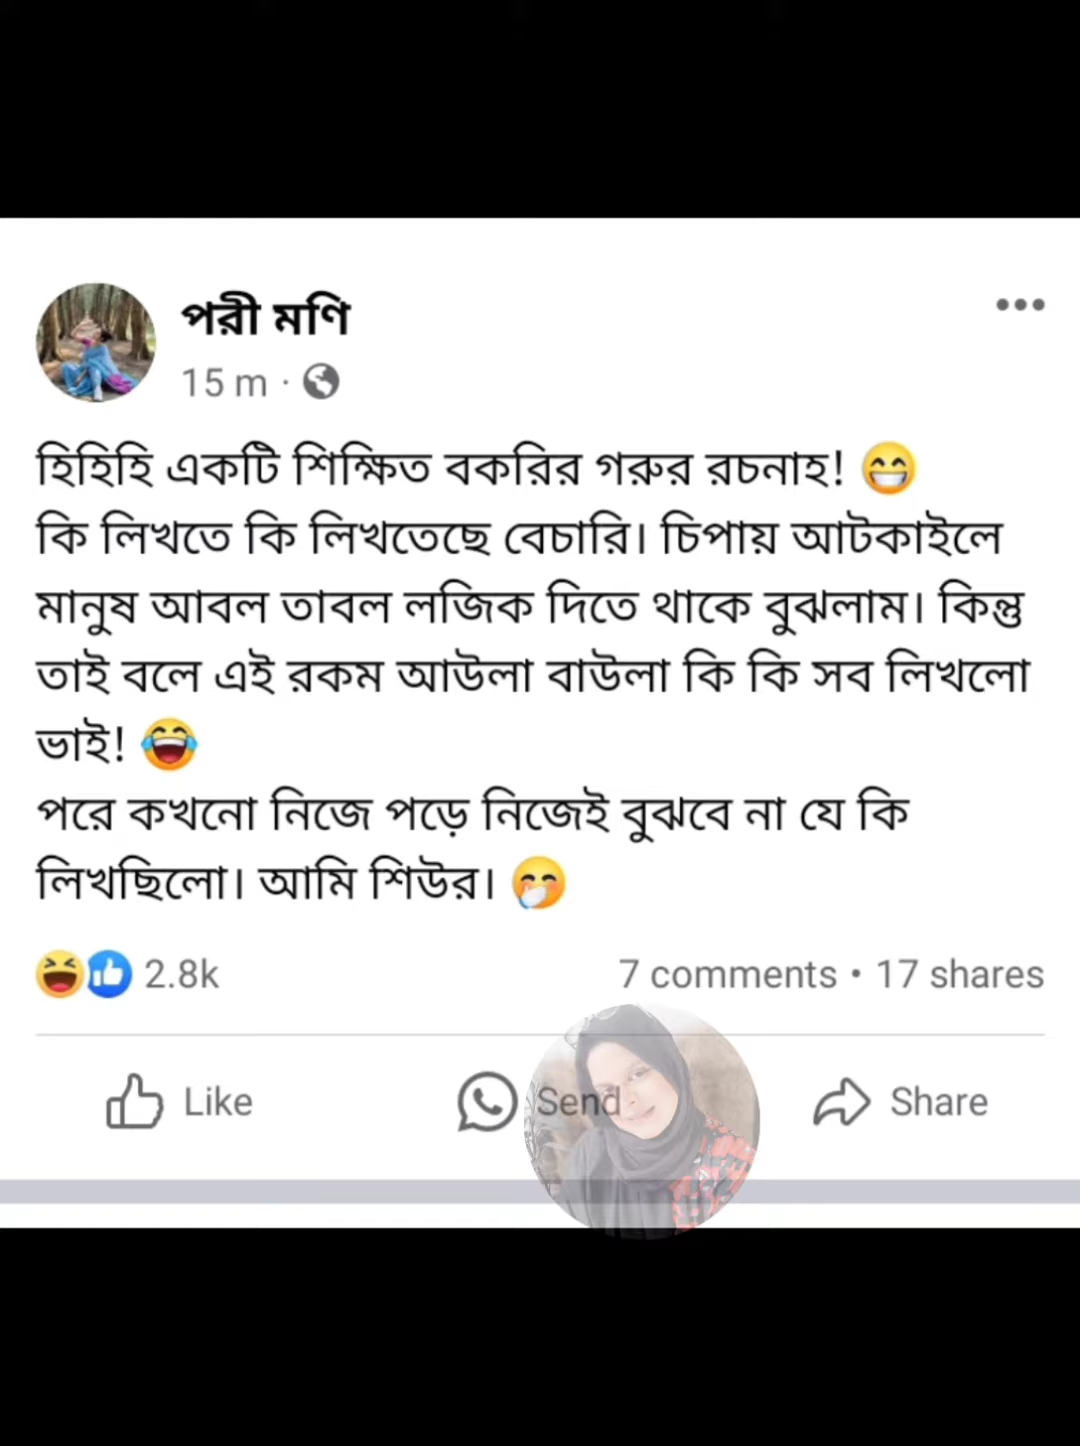 পরী মণি
15 m ·
হিহিহি একটি শিক্ষিত বকরির গরুর রচনাহ! 😁
কি লিখতে কি লিখতেছে বেচারি। চিপায় আটকাইলে
মানুষ আবল তাবল লজিক দিতে থাকে বুঝলাম। কিন্তু
তাই বলে এই রকম আউলা বাউলা কি কি সব লিখলো
ভাই! 😂
পরে কখনো নিজে পড়ে নিজেই বুঝবে না যে কি
লিখছিলো। আমি শিউর। 🤭
2.8k 7 comments • 17 shares
Like Send Share